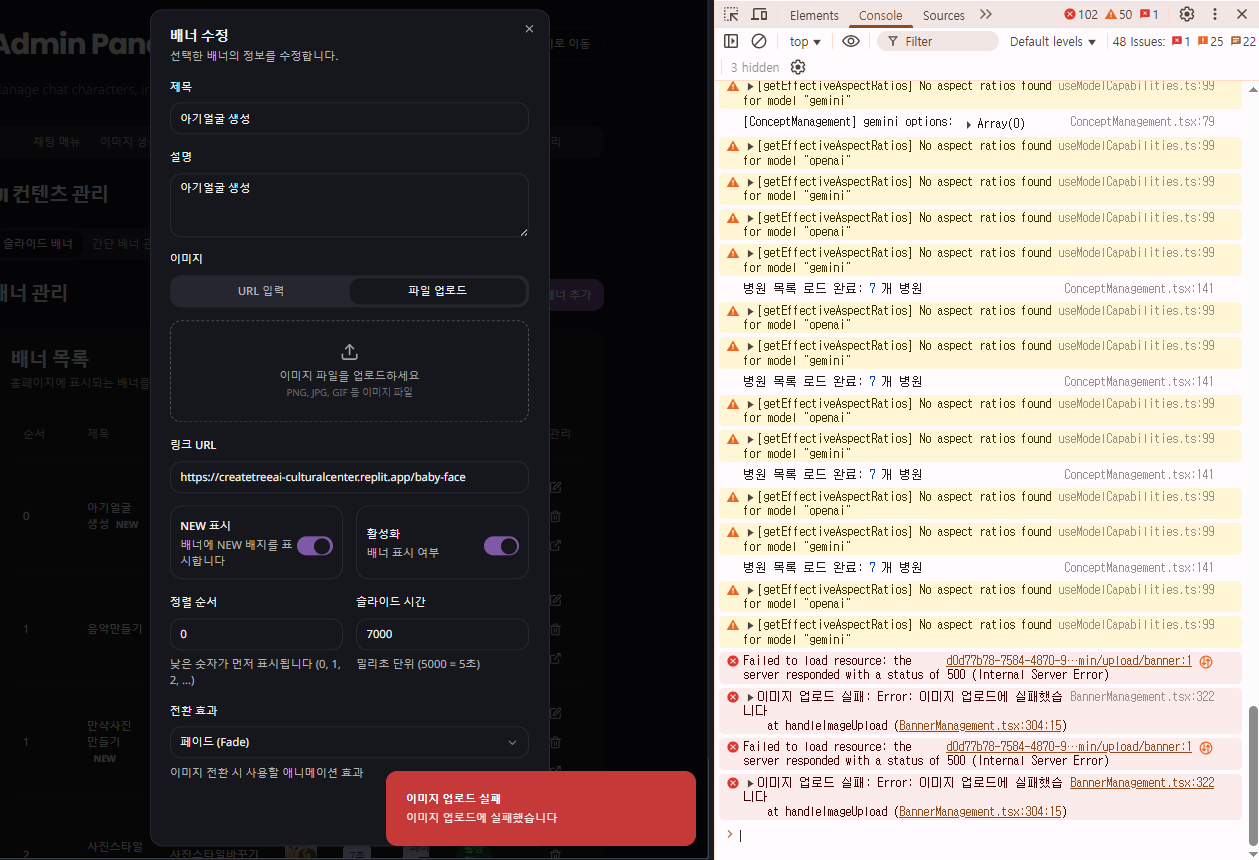 Admin Pan
배너 수정
선택한 배너의 정보를 수정합니다.
로 이동
Manage chat characters, i
제목
아기얼굴 생성
채팅 메뉴 이미지 생
리
설명
아기얼굴 생성
UI 컨텐츠 관리
슬라이드 배너 간단 배너 관
이미지
URL 입력 파일 업로드
배너 관리
배너 추가
이미지 파일을 업로드하세요
PNG, JPG, GIF 등 이미지 파일
배너 목록
홈페이지에 표시되는 배너를
순서 제목 관리
링크 URL
https://createtreeai-culturalcenter.replit.app/baby-face
0 아기얼굴
생성 NEW
NEW 표시
배너에 NEW 배지를 표
시합니다
활성화
배너 표시 여부
정렬 순서
0
낮은 숫자가 먼저 표시됩니다 (0, 1,
2, ...)
슬라이드 시간
7000
밀리초 단위 (5000 = 5초)
1 음악만들기
전환 효과
페이드 (Fade)
이미지 전환 시 사용할 애니메이션 효과
1 만삭사진
만들기
NEW
이미지 업로드 실패
이미지 업로드에 실패했습니다
2 사진스타일 사진스타일바꾸기
Elements Console Sources 102 50 1
top Filter Default levels 48 Issues: 1 25 22
3 hidden
[getEffectiveAspectRatios] No aspect ratios found useModelCapabilities.ts:99
for model "gemini"
[ConceptManagement] gemini options: Array(0) ConceptManagement.tsx:79
[getEffectiveAspectRatios] No aspect ratios found useModelCapabilities.ts:99
for model "openai"
[getEffectiveAspectRatios] No aspect ratios found useModelCapabilities.ts:99
for model "gemini"
[getEffectiveAspectRatios] No aspect ratios found useModelCapabilities.ts:99
for model "openai"
[getEffectiveAspectRatios] No aspect ratios found useModelCapabilities.ts:99
for model "gemini"
병원 목록 로드 완료: 7 개 병원 ConceptManagement.tsx:141
[getEffectiveAspectRatios] No aspect ratios found useModelCapabilities.ts:99
for model "openai"
[getEffectiveAspectRatios] No aspect ratios found useModelCapabilities.ts:99
for model "gemini"
병원 목록 로드 완료: 7 개 병원 ConceptManagement.tsx:141
[getEffectiveAspectRatios] No aspect ratios found useModelCapabilities.ts:99
for model "openai"
[getEffectiveAspectRatios] No aspect ratios found useModelCapabilities.ts:99
for model "gemini"
병원 목록 로드 완료: 7 개 병원 ConceptManagement.tsx:141
[getEffectiveAspectRatios] No aspect ratios found useModelCapabilities.ts:99
for model "openai"
[getEffectiveAspectRatios] No aspect ratios found useModelCapabilities.ts:99
for model "gemini"
병원 목록 로드 완료: 7 개 병원 ConceptManagement.tsx:141
[getEffectiveAspectRatios] No aspect ratios found useModelCapabilities.ts:99
for model "openai"
[getEffectiveAspectRatios] No aspect ratios found useModelCapabilities.ts:99
for model "gemini"
Failed to load resource: the d0d77b78-7584-4870-9…min/upload/banner:1
server responded with a status of 500 (Internal Server Error)
이미지 업로드 실패: Error: 이미지 업로드에 실패했습 BannerManagement.tsx:322
니다
at handleImageUpload (BannerManagement.tsx:304:15)
Failed to load resource: the d0d77b78-7584-4870-9…min/upload/banner:1
server responded with a status of 500 (Internal Server Error)
이미지 업로드 실패: Error: 이미지 업로드에 실패했습 BannerManagement.tsx:322
니다
at handleImageUpload (BannerManagement.tsx:304:15)